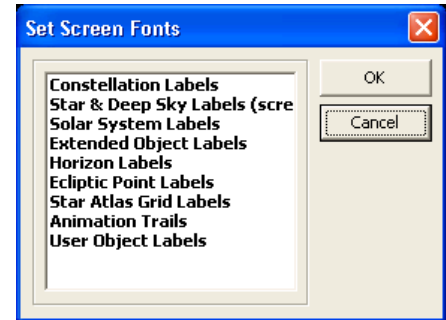 Set Screen Fonts
Constellation Labels
Star & Deep Sky Labels (scre
Solar System Labels
Extended Object Labels
Horizon Labels
Ecliptic Point Labels
Star Atlas Grid Labels
Animation Trails
User Object Labels
OK
Cancel